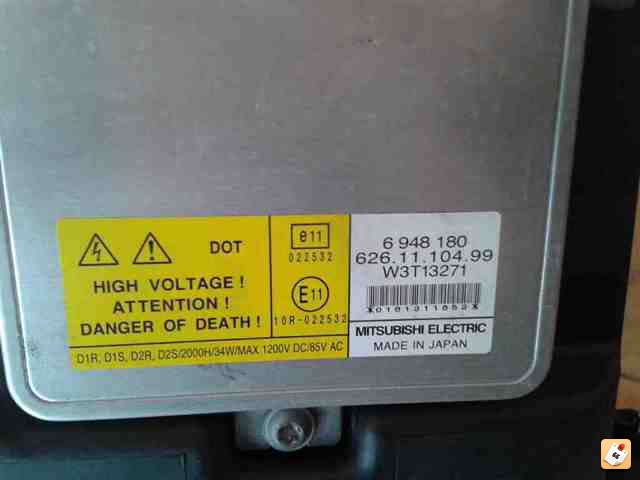 DOT
HIGH VOLTAGE !
ATTENTION !
DANGER OF DEATH !
D1R, D1S, D2R, D2S/2000H/34W/MAX 1200V DC/85V AC
e11
022532
E11
10R-022532
6 948 180
626.11.104.99
W3T13271
MITSUBISHI ELECTRIC
MADE IN JAPAN